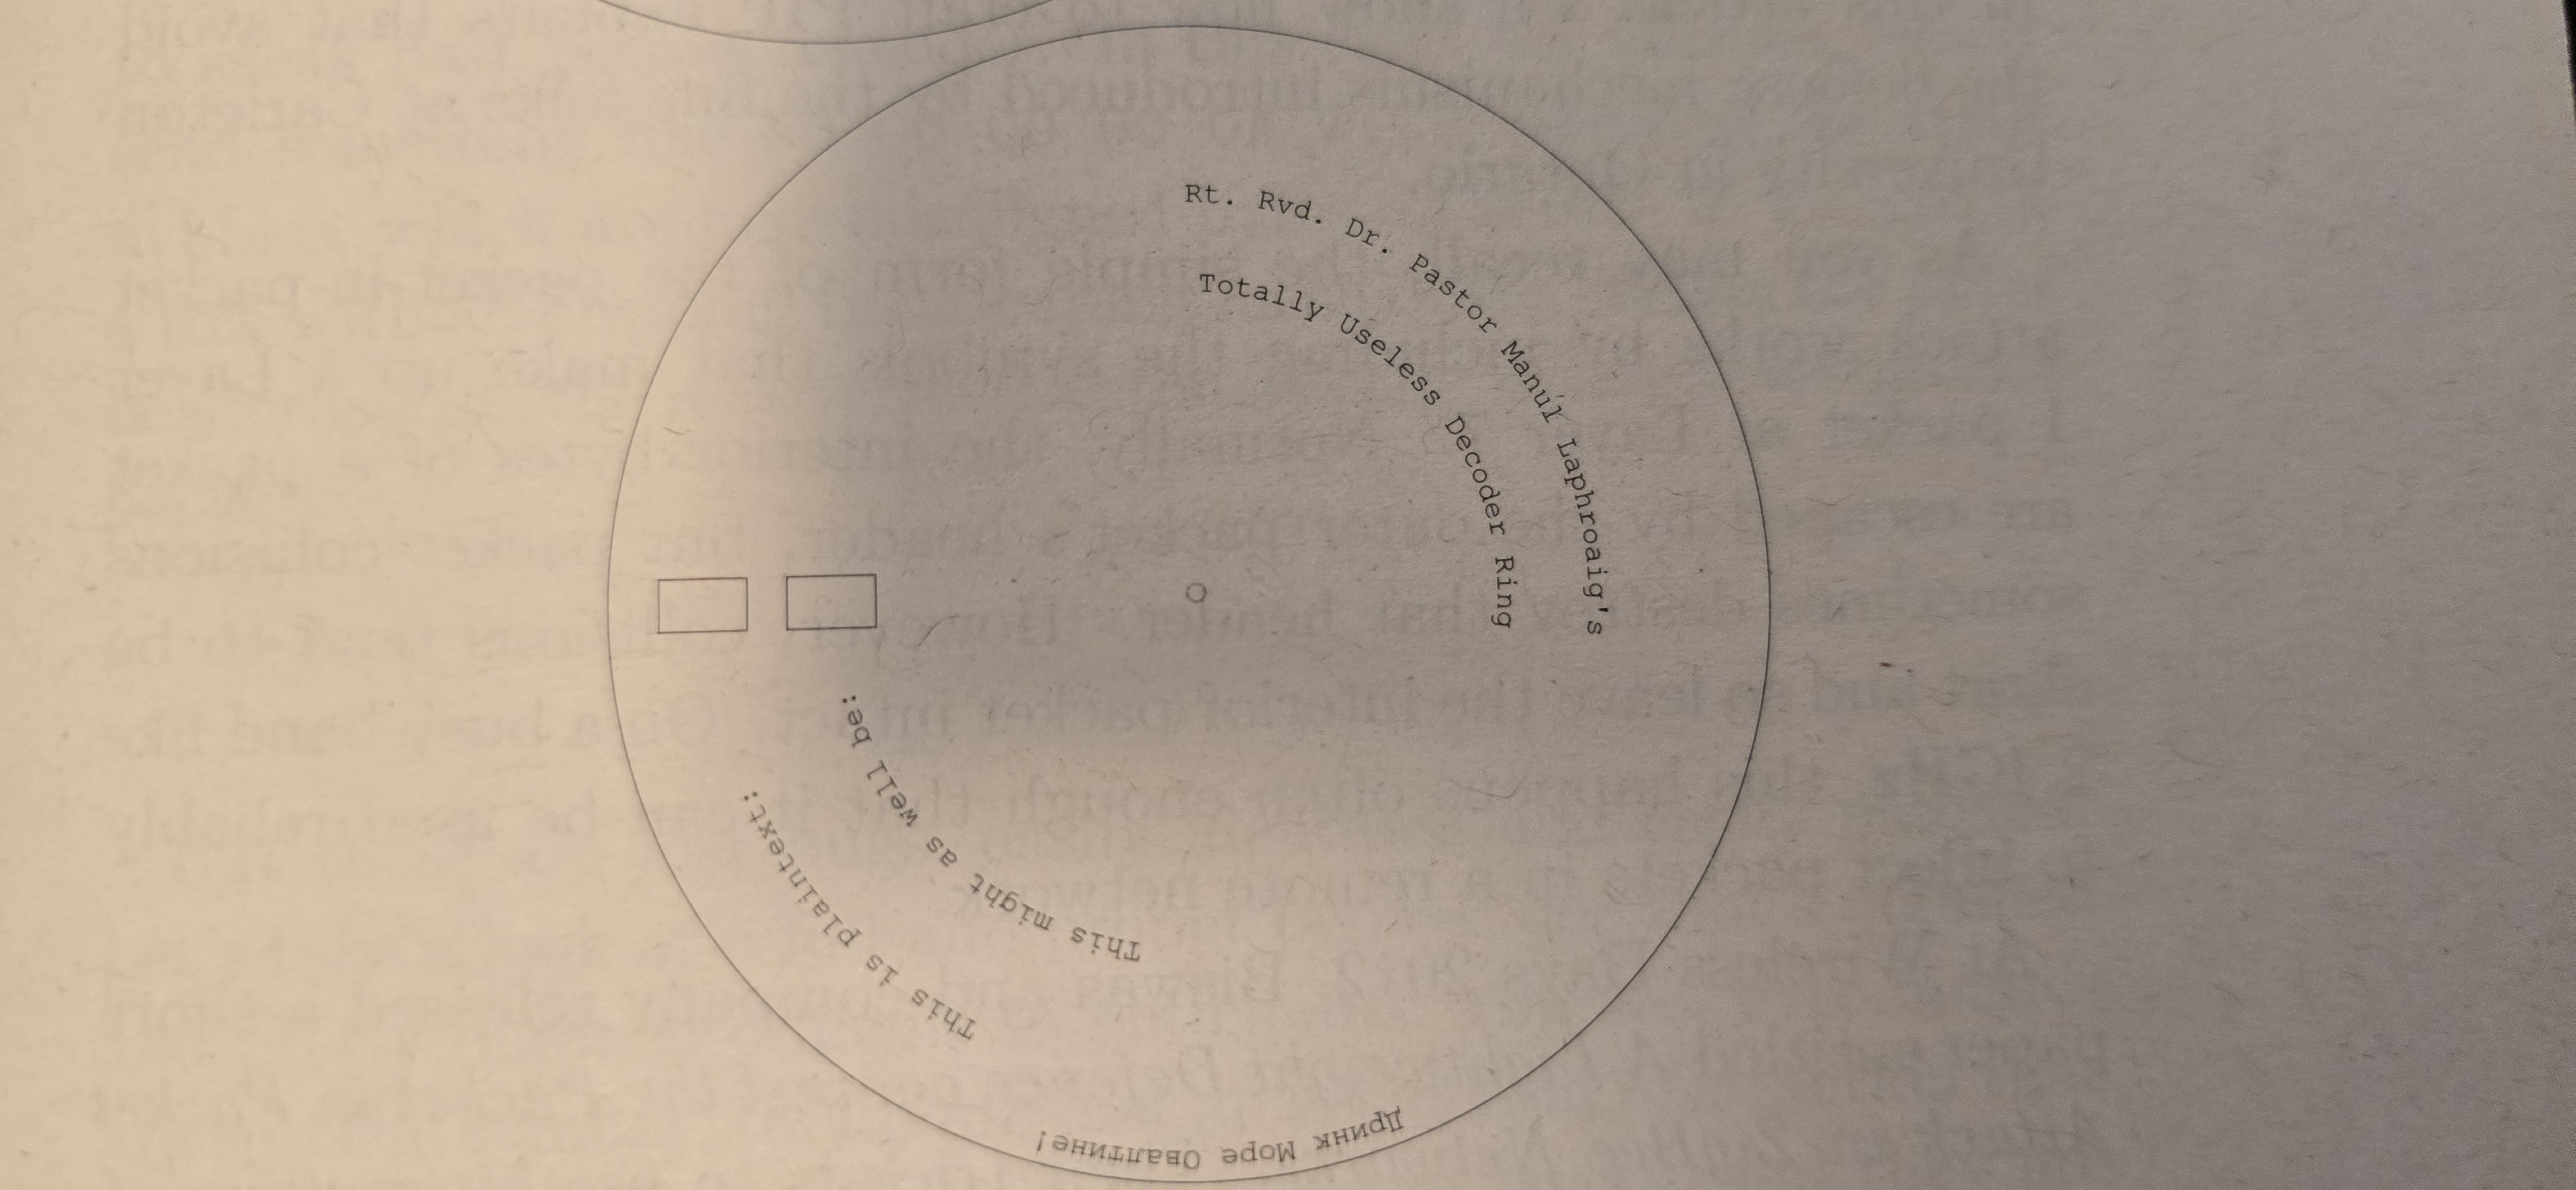 Rt. Rvd. Dr. Pastor Manul Laphroaig's
Totally Useless Decoder Ring
Дринк Море Овалтине!
This is plaintext:
This might as well be: